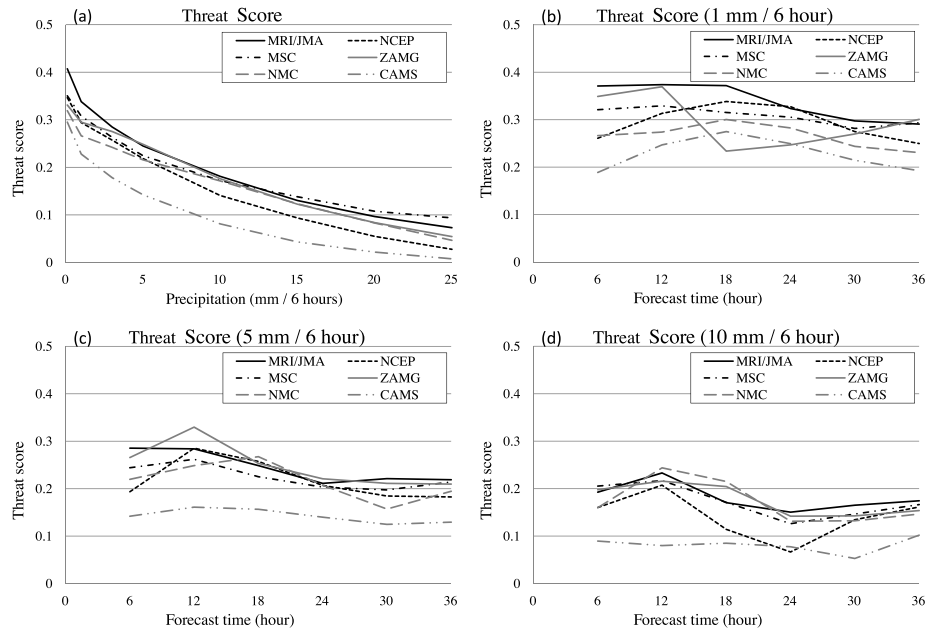 (a) Threat Score
0.5
0.4
0.3
0.2
0.1
0
Threat score
MRI/JMA NCEP
MSC ZAMG
NMC CAMS
0 5 10 15 20 25
Precipitation (mm / 6 hours)
(b) Threat Score (1 mm / 6 hour)
0.5
0.4
0.3
0.2
0.1
0
Threat score
MRI/JMA NCEP
MSC ZAMG
NMC CAMS
0 6 12 18 24 30 36
Forecast time (hour)
(c) Threat Score (5 mm / 6 hour)
0.5
0.4
0.3
0.2
0.1
0
Threat score
MRI/JMA NCEP
MSC ZAMG
NMC CAMS
0 6 12 18 24 30 36
Forecast time (hour)
(d) Threat Score (10 mm / 6 hour)
0.5
0.4
0.3
0.2
0.1
0
Threat score
MRI/JMA NCEP
MSC ZAMG
NMC CAMS
0 6 12 18 24 30 36
Forecast time (hour)